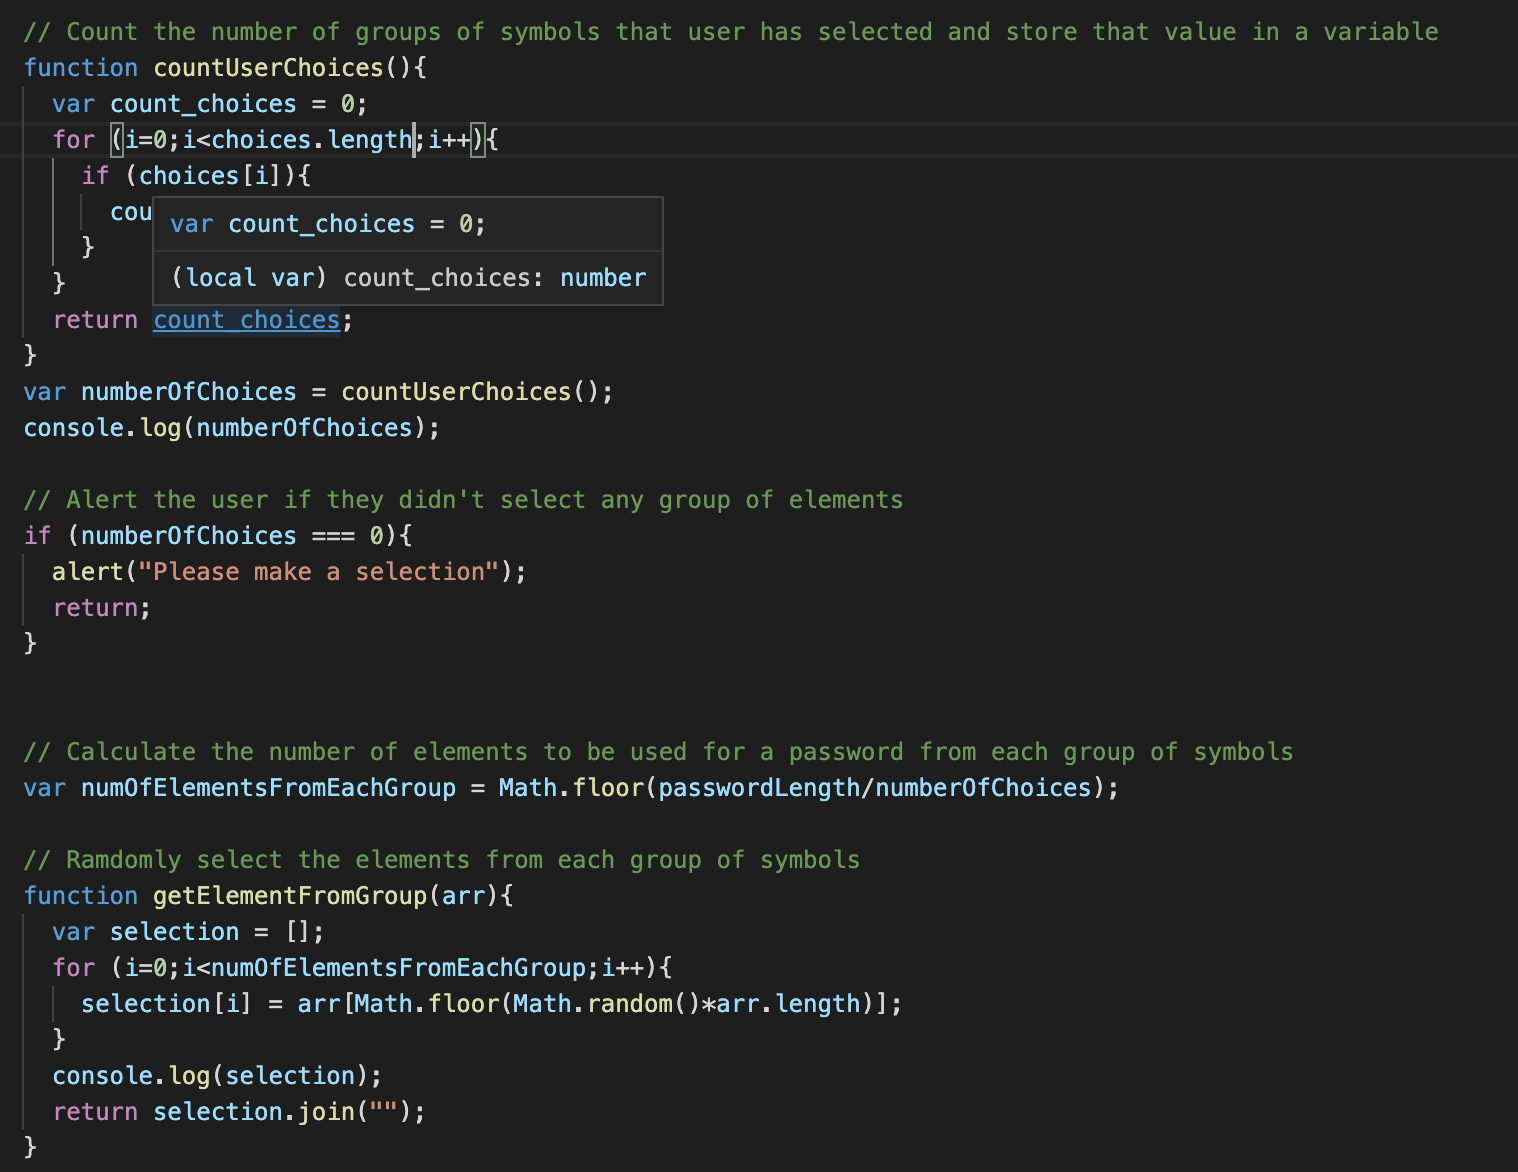 // Count the number of groups of symbols that user has selected and store that value in a variable
function countUserChoices(){
  var count_choices = 0;
  for (i=0;i<choices.length;i++){
    if (choices[i]){
      cou
var count_choices = 0;
    }
(local var) count_choices: number
  }
  return count_choices;
}
var numberOfChoices = countUserChoices();
console.log(numberOfChoices);

// Alert the user if they didn't select any group of elements
if (numberOfChoices === 0){
  alert("Please make a selection");
  return;
}

// Calculate the number of elements to be used for a password from each group of symbols
var numOfElementsFromEachGroup = Math.floor(passwordLength/numberOfChoices);

// Ramdomly select the elements from each group of symbols
function getElementFromGroup(arr){
  var selection = [];
  for (i=0;i<numOfElementsFromEachGroup;i++){
    selection[i] = arr[Math.floor(Math.random()*arr.length)];
  }
  console.log(selection);
  return selection.join("");
}